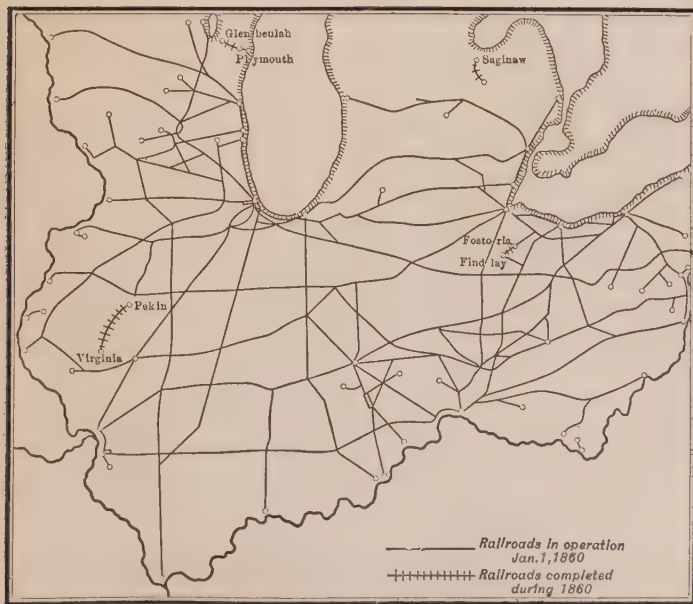 Glenbeulah
Plymouth
Saginaw
Fostoria
Findlay
Pekin
Virginia
Railroads in operation
Jan. 1, 1860
Railroads completed
during 1860